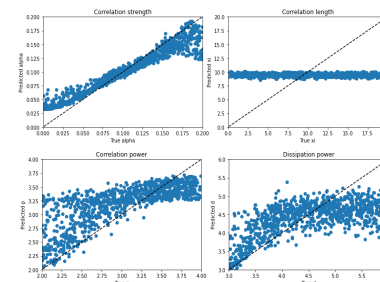 Correlation strength
Predicted alpha
0.200
0.175
0.150
0.125
0.100
0.075
0.050
0.025
0.000
0.000 0.025 0.050 0.075 0.100 0.125 0.150 0.175 0.200
True alpha
Correlation length
Predicted xi
20.0
17.5
15.0
12.5
10.0
7.5
5.0
2.5
0.0
0.0 2.5 5.0 7.5 10.0 12.5 15.0 17.5
True xi
Correlation power
Predicted p
4.00
3.75
3.50
3.25
3.00
2.75
2.50
2.25
2.00
2.00 2.25 2.50 2.75 3.00 3.25 3.50 3.75 4.00
Dissipation power
Predicted d
6.0
5.5
5.0
4.5
4.0
3.5
3.0
3.0 3.5 4.0 4.5 5.0 5.5